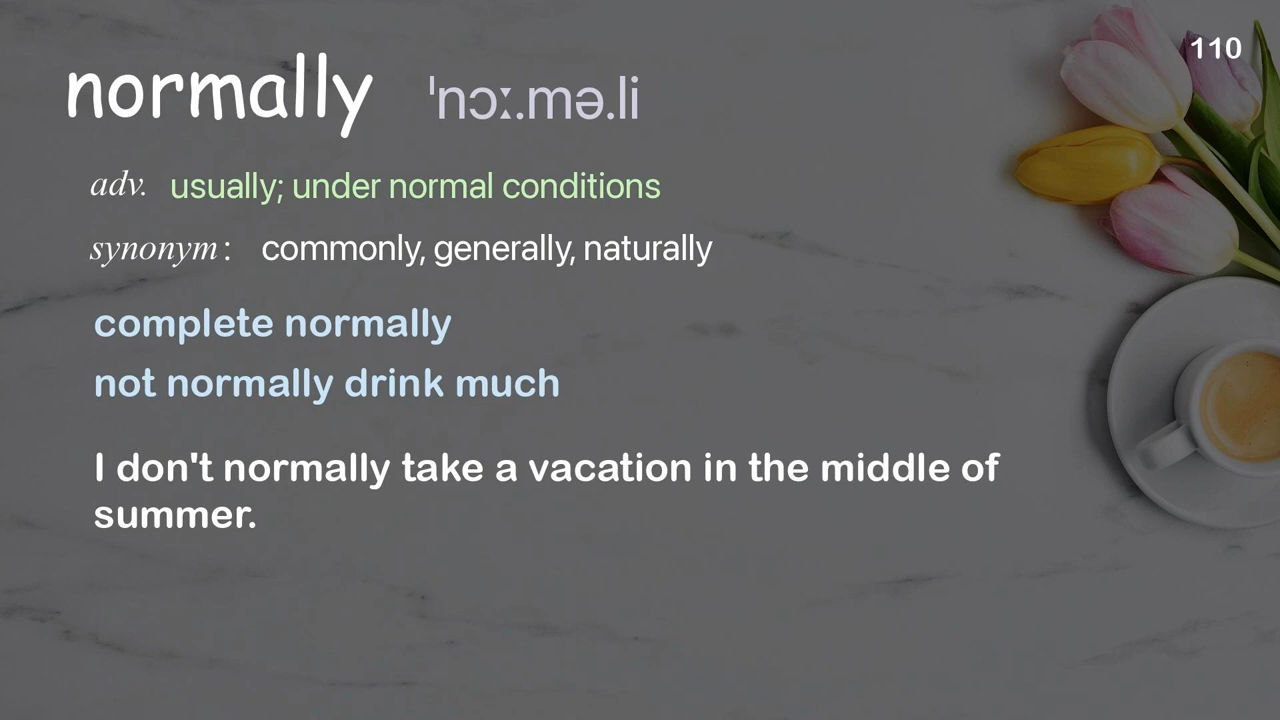 110
normally ˈnɔː.mə.li
adv. usually; under normal conditions
synonym: commonly, generally, naturally
complete normally
not normally drink much
I don't normally take a vacation in the middle of
summer.